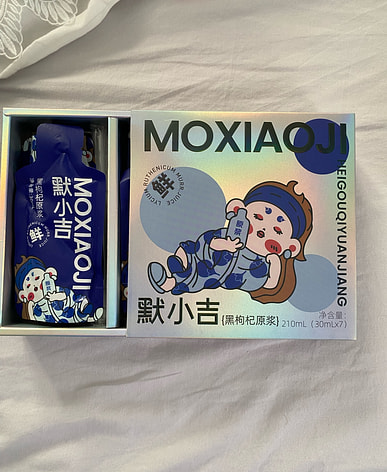 MOXIAOJI
HEIGOUQIYUANJIANG
LYCIUM RUTHENICUM MURR JUICE
鲜
默小吉
(黑枸杞原浆)
净含量:
210mL (30mLx7)
MOXIAOJI
默小吉
黑枸杞原浆
鲜